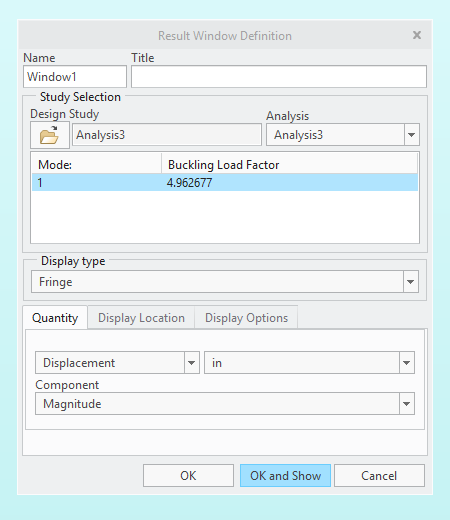 Result Window Definition
Name Title
Window1
Study Selection
Design Study Analysis
Analysis3 Analysis3
Mode: Buckling Load Factor
1 4.962677
Display type
Fringe
Quantity Display Location Display Options
Displacement in
Component
Magnitude
OK OK and Show Cancel